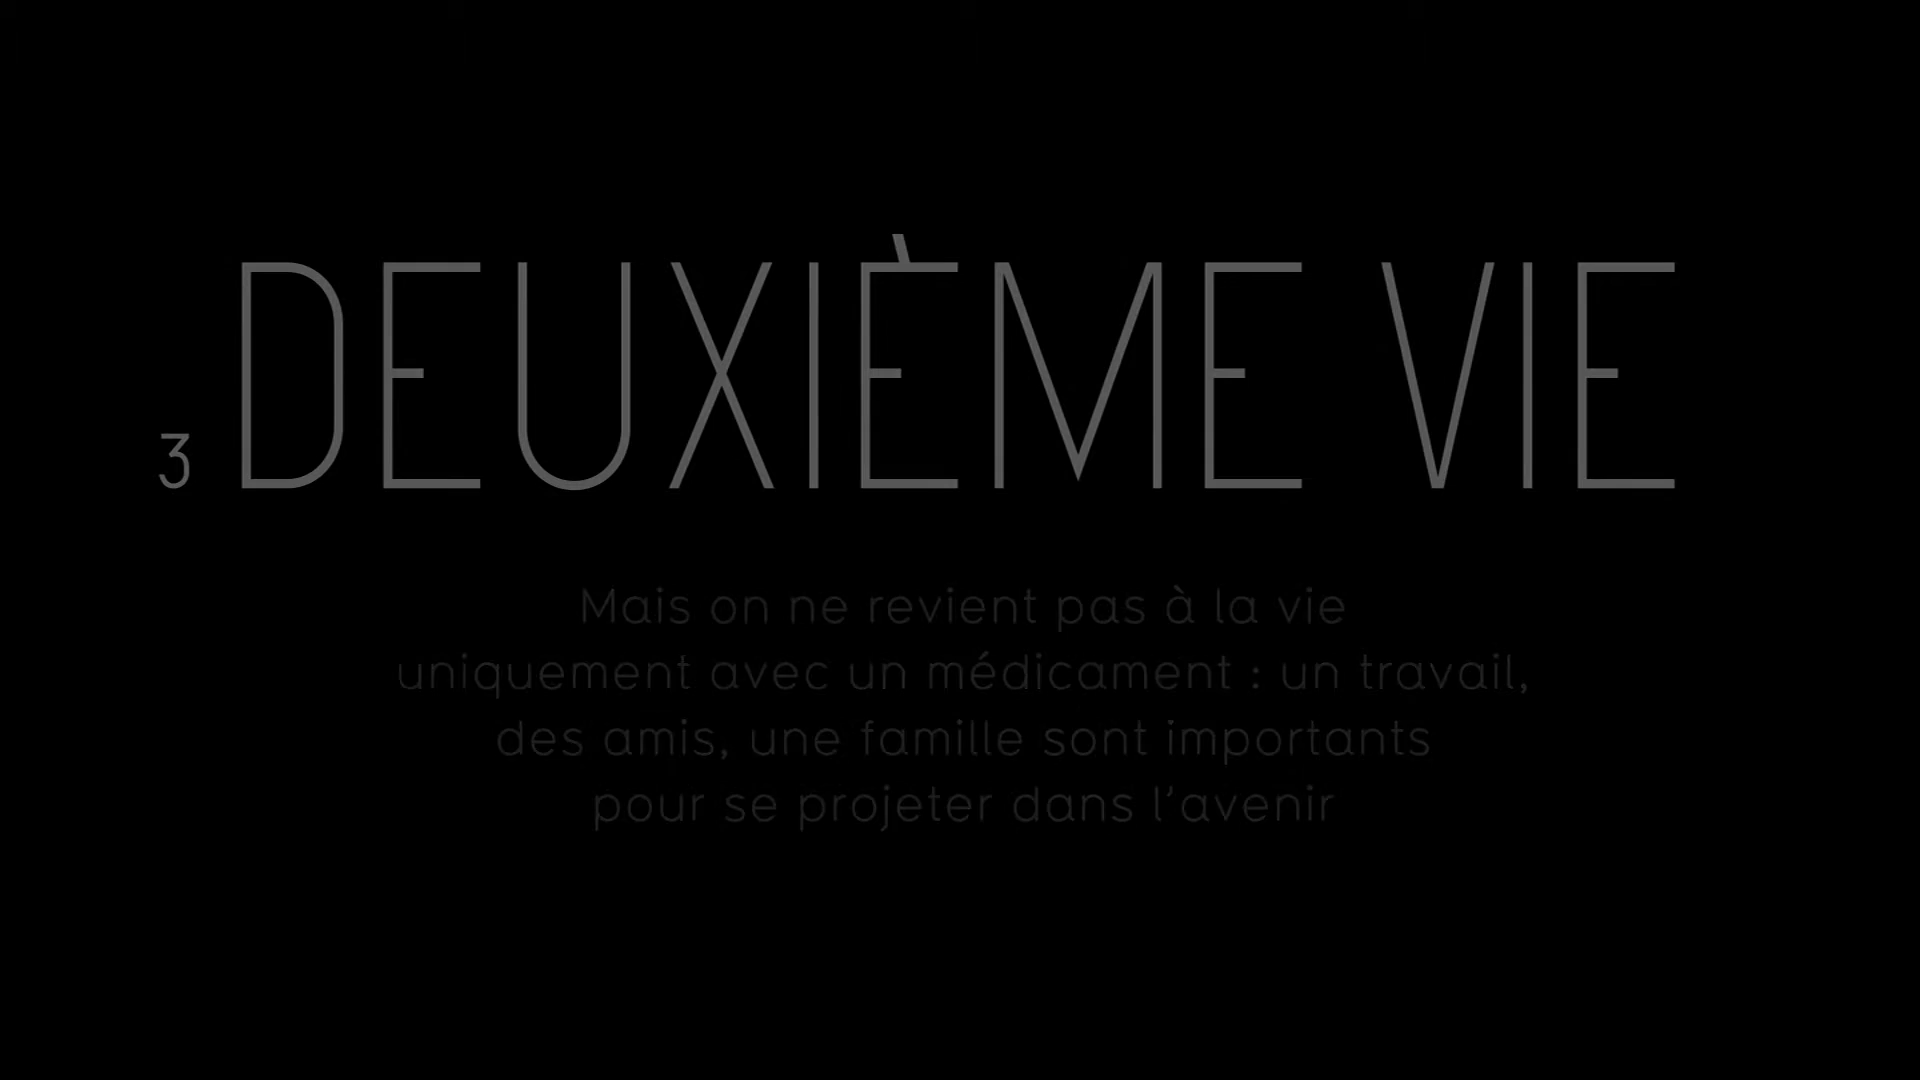 3 DEUXIÈME VIE
Mais on ne revient pas à la vie
uniquement avec un médicament : un travail,
des amis, une famille sont importants
pour se projeter dans l'avenir